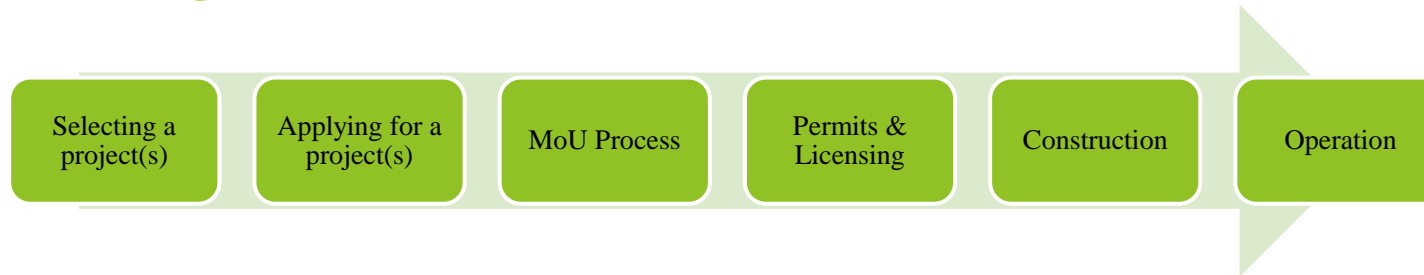 Selecting a
project(s)
Applying for a
project(s)
MoU Process
Permits &
Licensing
Construction
Operation